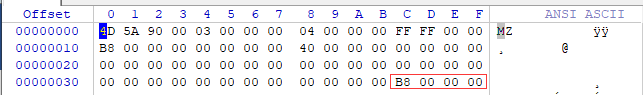 Offset 0 1 2 3 4 5 6 7 8 9 A B C D E F ANSI ASCII
00000000 4D 5A 90 00 03 00 00 00 04 00 00 00 FF FF 00 00 MZ ÿÿ
00000010 B8 00 00 00 00 00 00 00 40 00 00 00 00 00 00 00 ¸ @
00000020 00 00 00 00 00 00 00 00 00 00 00 00 00 00 00 00
00000030 00 00 00 00 00 00 00 00 00 00 00 00 B8 00 00 00 ¸